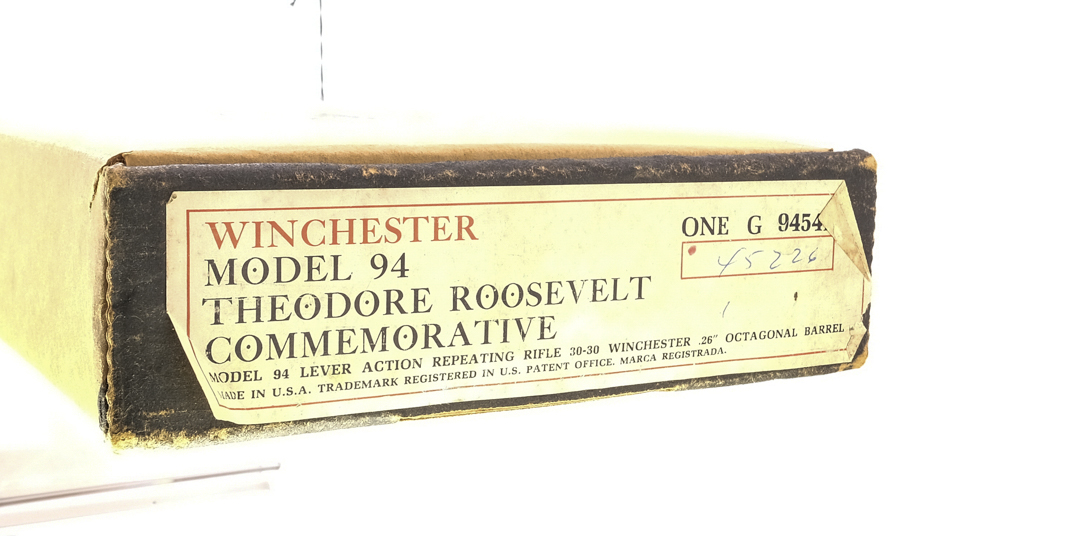 WINCHESTER
MODEL 94
THEODORE ROOSEVELT
COMMEMORATIVE
MODEL 94 LEVER ACTION REPEATING RIFLE 30-30 WINCHESTER .26" OCTAGONAL BARREL
MADE IN U.S.A. TRADEMARK REGISTERED IN U.S. PATENT OFFICE. MARCA REGISTRADA.
ONE G 9454
45226